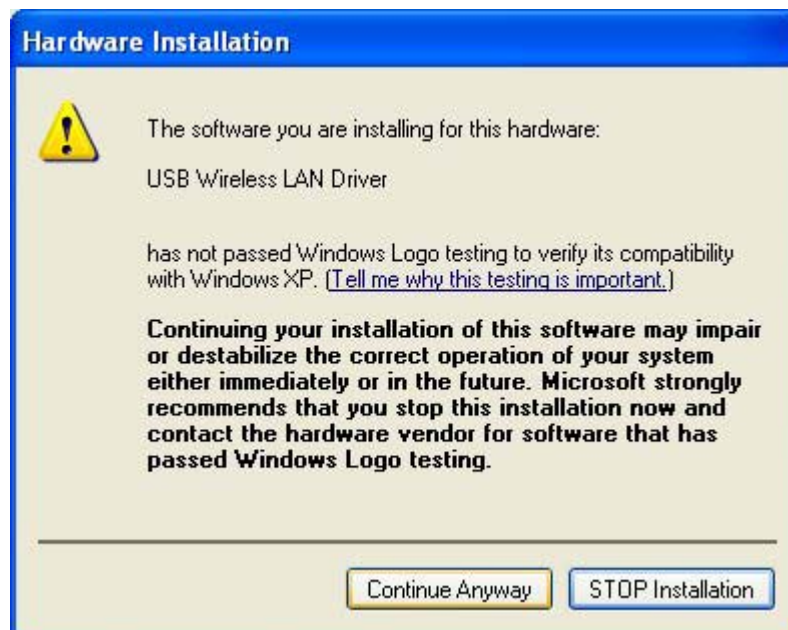 Hardware Installation
The software you are installing for this hardware:
USB Wireless LAN Driver
has not passed Windows Logo testing to verify its compatibility
with Windows XP. (Tell me why this testing is important.)
Continuing your installation of this software may impair
or destabilize the correct operation of your system
either immediately or in the future. Microsoft strongly
recommends that you stop this installation now and
contact the hardware vendor for software that has
passed Windows Logo testing.
Continue Anyway
STOP Installation